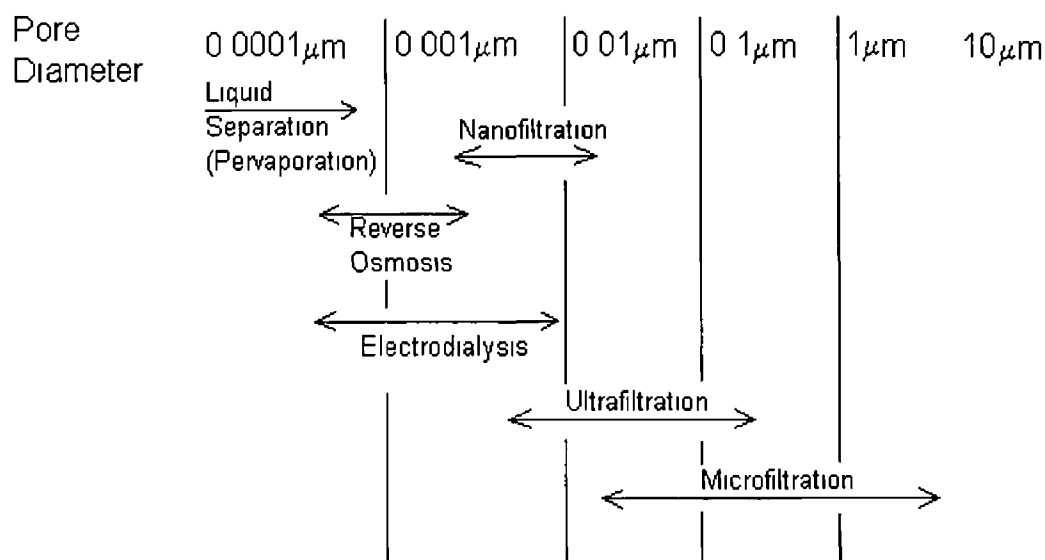 Pore Diameter
0 0001μm 0 001μm 0 01μm 0 1μm 1μm 10μm
Liquid
Separation
(Pervaporation)
Nanofiltration
Reverse
Osmosis
Electrodialysis
Ultrafiltration
Microfiltration